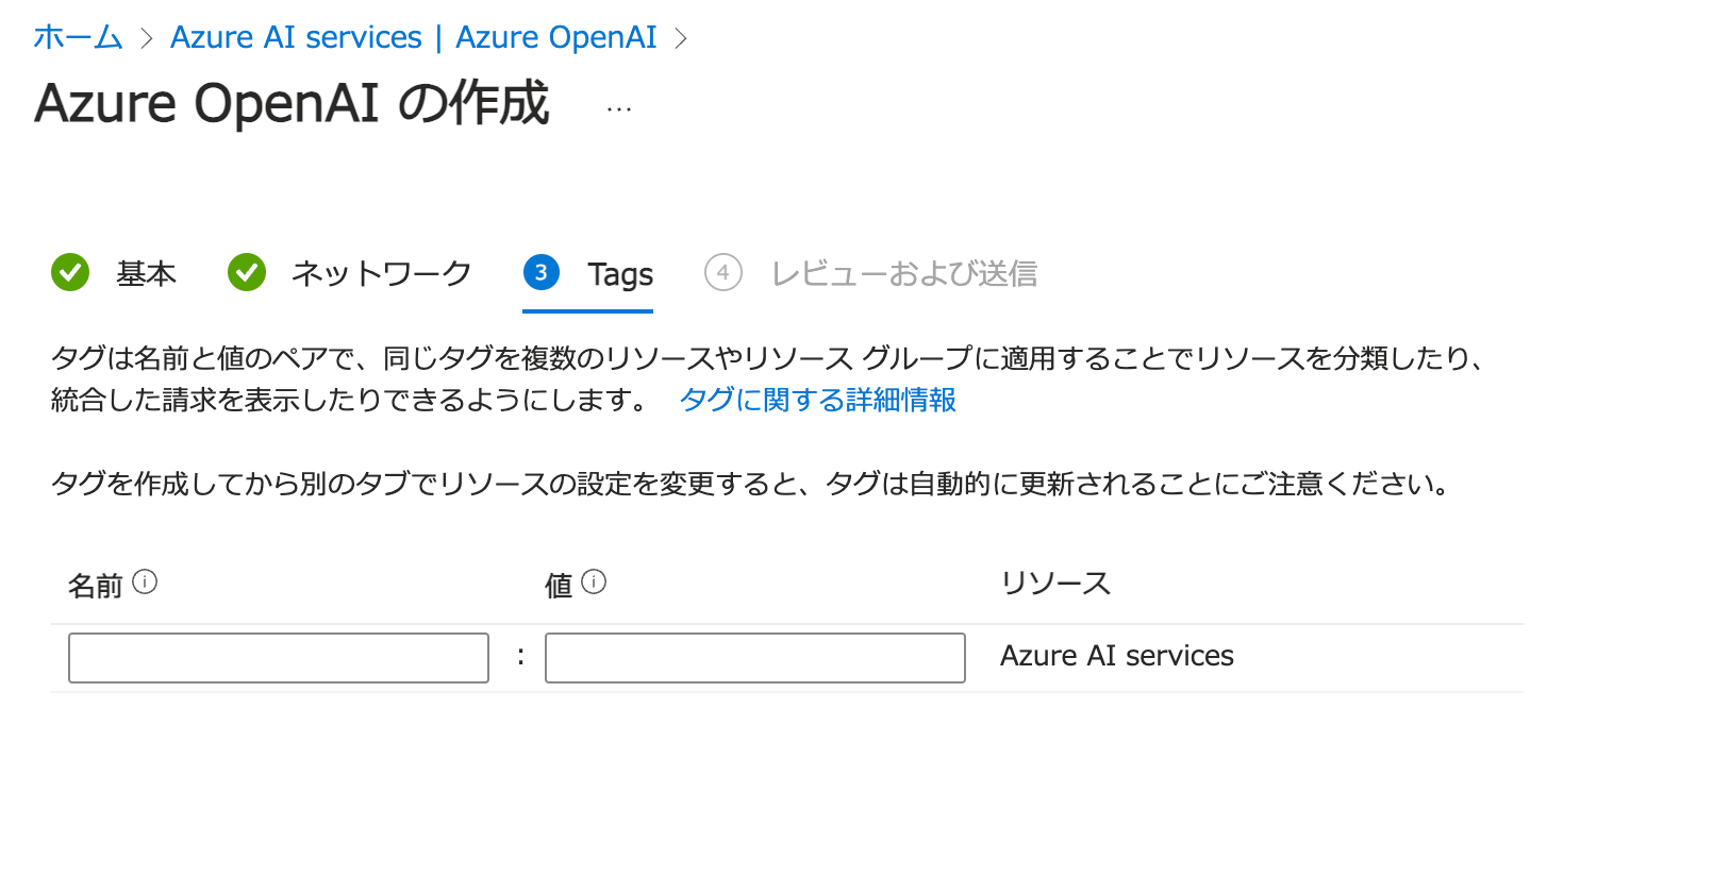 ホーム > Azure AI services | Azure OpenAI >
Azure OpenAI の作成 …
基本 ネットワーク 3 Tags 4 レビューおよび送信
タグは名前と値のペアで、同じタグを複数のリソースやリソース グループに適用することでリソースを分類したり、
統合した請求を表示したりできるようにします。 タグに関する詳細情報
タグを作成してから別のタブでリソースの設定を変更すると、タグは自動的に更新されることにご注意ください。
名前 値 リソース
: Azure AI services